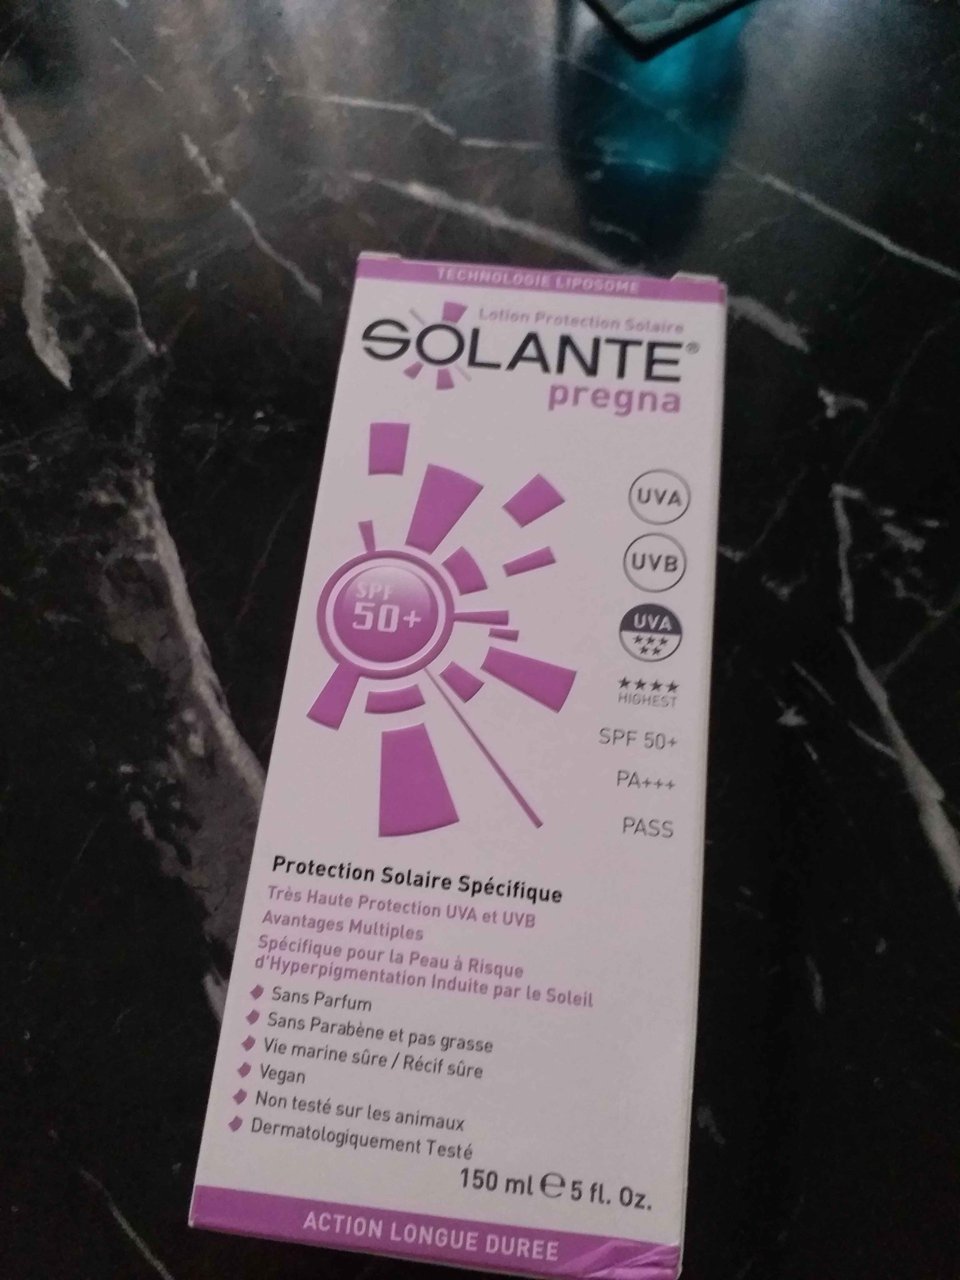 TECHNOLOGIE LIPOSOME
Lotion Protection Solaire
SOLANTE®
pregna
UVA
UVB
SPF
50+
UVA
★★★
★★
★★★★
HIGHEST
SPF 50+
PA+++
PASS
Protection Solaire Spécifique
Très Haute Protection UVA et UVB
Avantages Multiples
Spécifique pour la Peau à Risque
d'Hyperpigmentation Induite par le Soleil
Sans Parfum
Sans Parabène et pas grasse
Vie marine sûre / Récif sûre
Vegan
Non testé sur les animaux
Dermatologiquement Testé
150 ml ℮ 5 fl. Oz.
ACTION LONGUE DUREE